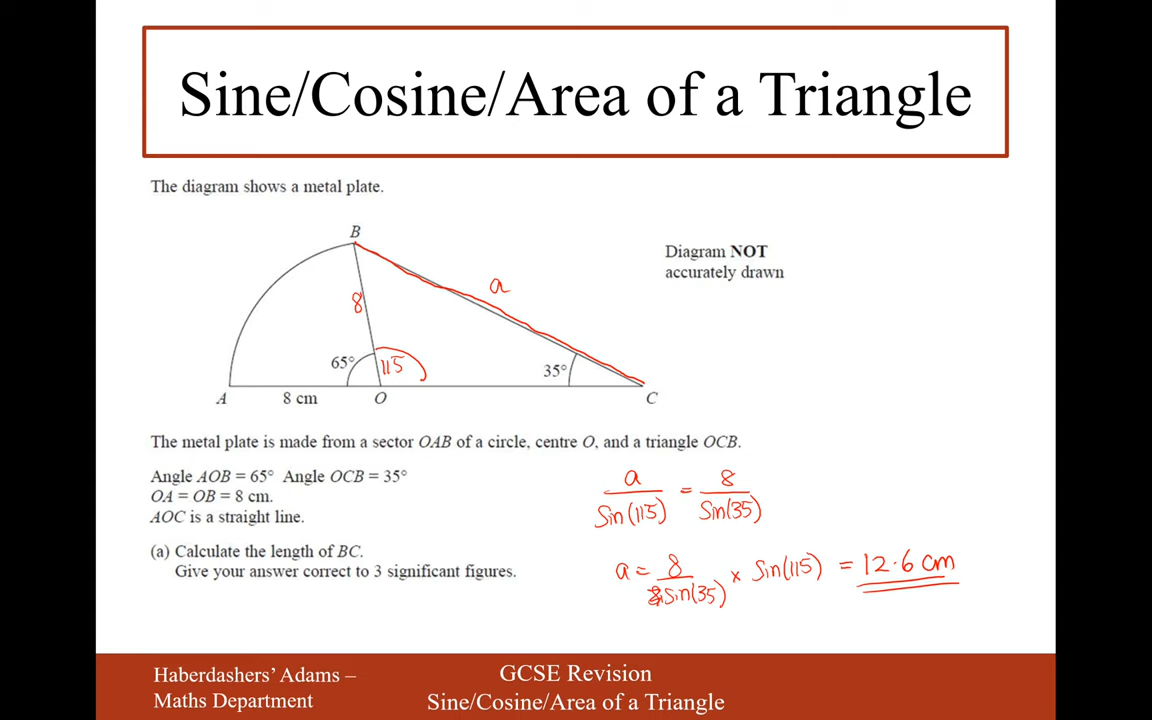 Sine/Cosine/Area of a Triangle
The diagram shows a metal plate.
B
Diagram NOT
accurately drawn
a
8
65°
115
35°
A
8 cm
O
C
The metal plate is made from a sector OAB of a circle, centre O, and a triangle OCB.
Angle AOB = 65° Angle OCB = 35°
OA = OB = 8 cm.
AOC is a straight line.
(a) Calculate the length of BC.
Give your answer correct to 3 significant figures.
a/Sin(115) = 8/Sin(35)
a = 8/Sin(35) × Sin(115) = 12.6 cm
Haberdashers' Adams –
Maths Department
GCSE Revision
Sine/Cosine/Area of a Triangle